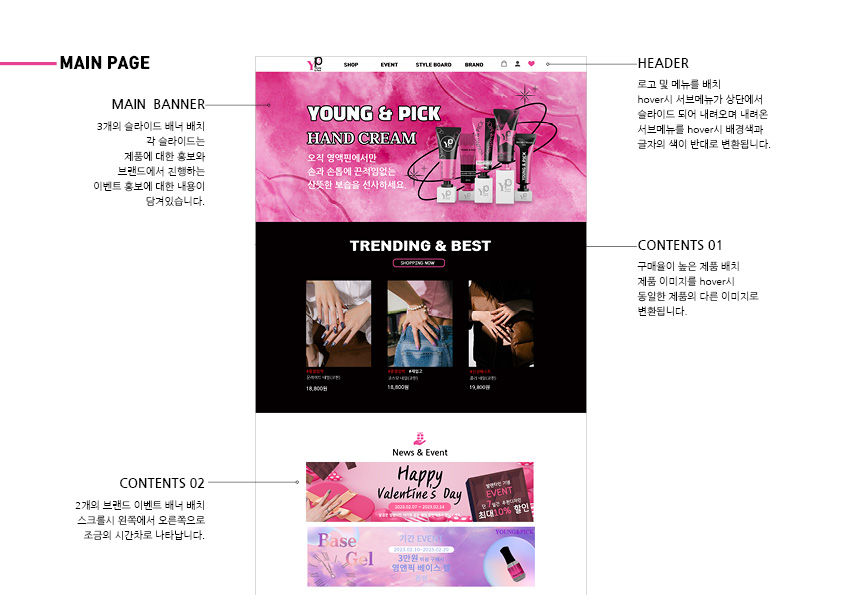 MAIN PAGE
MAIN BANNER
3개의 슬라이드 배너 배치
각 슬라이드는
제품에 대한 홍보와
브랜드에서 진행하는
이벤트 홍보에 대한 내용이
담겨있습니다.
SHOP EVENT STYLE BOARD BRAND
YOUNG & PICK
HAND CREAM
오직 영앤픽에서만
손과 손톱에 끈적임없는
산뜻한 보습을 선사하세요
HEADER
로고 및 메뉴를 배치
hover시 서브메뉴가 상단에서
슬라이드 되어 내려오며 내려온
서브메뉴를 hover시 배경색과
글자의 색이 반대로 변환됩니다.
TRENDING & BEST
SHOPPING NOW
18,800원
18,800원
19,800원
CONTENTS 01
구매율이 높은 제품 배치
제품 이미지를 hover시
동일한 제품의 다른 이미지로
변환됩니다.
News & Event
CONTENTS 02
2개의 브랜드 이벤트 배너 배치
스크롤시 왼쪽에서 오른쪽으로
조금의 시간차로 나타납니다.
Happy
Valentine's Day
2023.02.07 ~ 2023.02.14
발렌타인 기념
EVENT
최대10% 할인
Base
Gel
기간 EVENT
2023.02.10~2023.02.20
3만원
영앤픽 베이스 젤
YOUNG&PICK